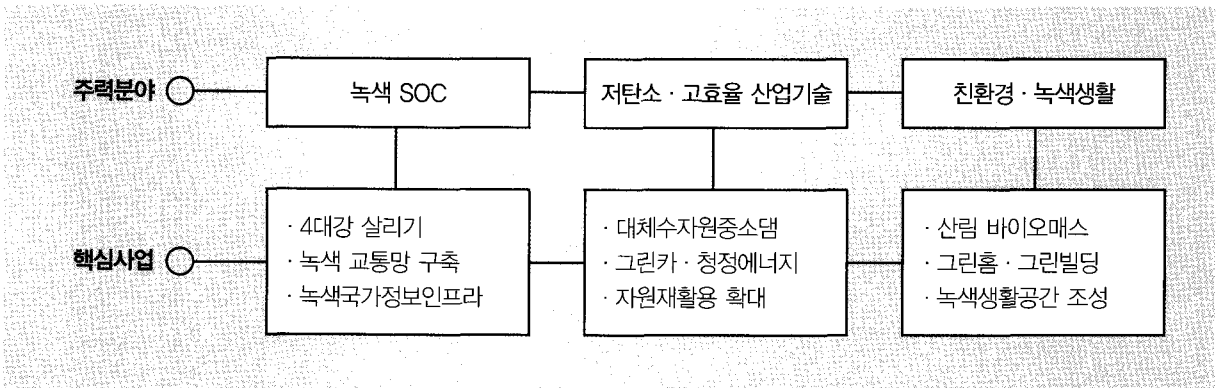 주력분야
녹색 SOC
저탄소 · 고효율 산업기술
친환경 · 녹색생활
핵심사업
· 4대강 살리기
· 녹색 교통망 구축
· 녹색국가정보인프라
· 대체수자원중소댐
· 그린카 · 청정에너지
· 자원재활용 확대
· 산림 바이오매스
· 그린홈 · 그린빌딩
· 녹색생활공간 조성